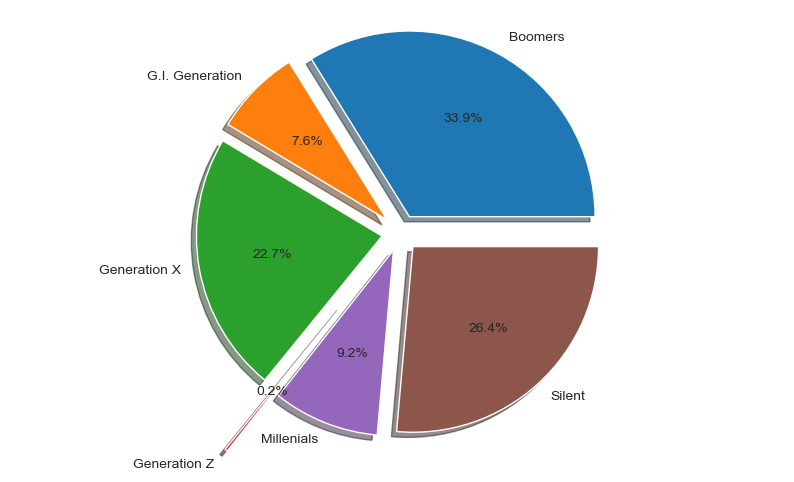 Boomers
G.I. Generation
33.9%
7.6%
22.7%
Generation X
26.4%
9.2%
0.2%
Silent
Millenials
Generation Z